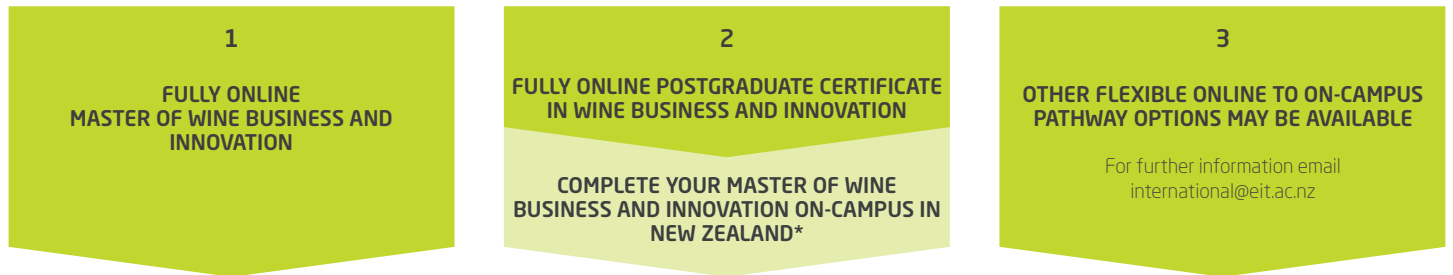 1
FULLY ONLINE
MASTER OF WINE BUSINESS AND
INNOVATION
2
FULLY ONLINE POSTGRADUATE CERTIFICATE
IN WINE BUSINESS AND INNOVATION
COMPLETE YOUR MASTER OF WINE
BUSINESS AND INNOVATION ON-CAMPUS IN
NEW ZEALAND*
3
OTHER FLEXIBLE ONLINE TO ON-CAMPUS
PATHWAY OPTIONS MAY BE AVAILABLE
For further information email
international@eit.ac.nz